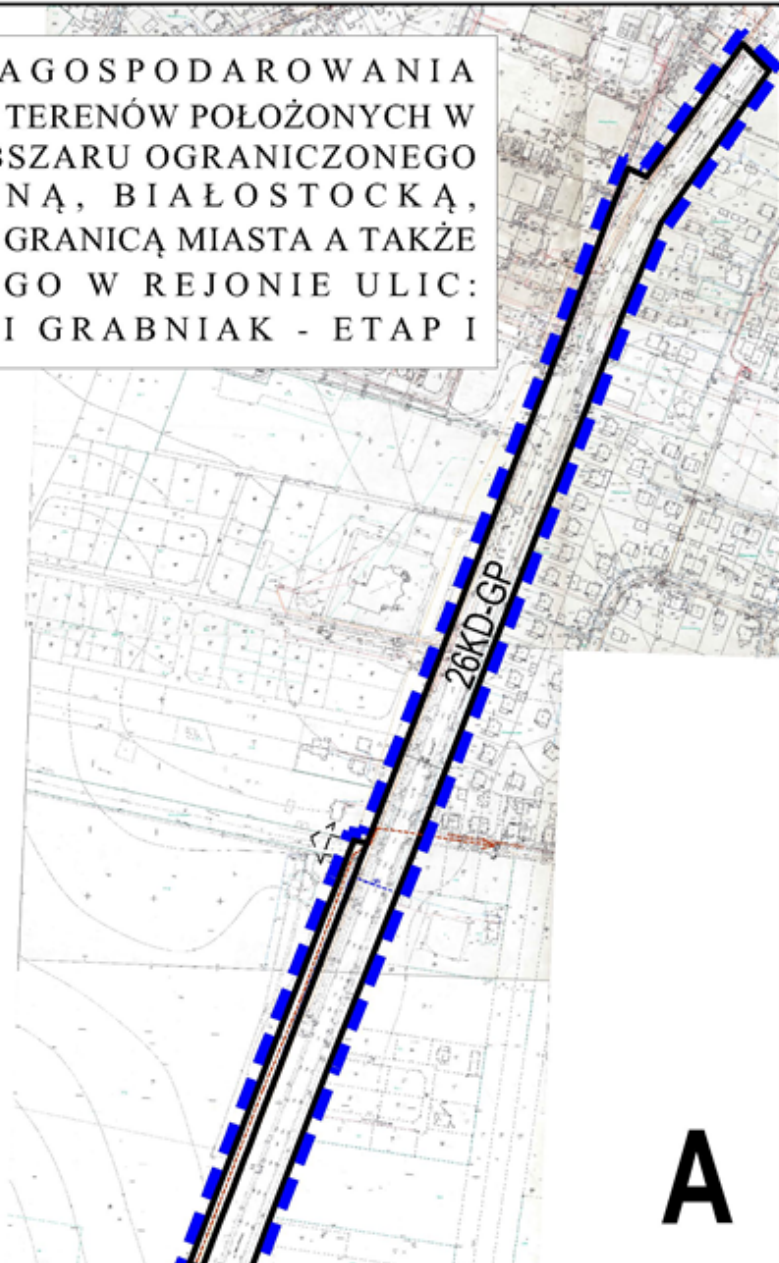 AGOSPODAROWANIA
TERENÓW POŁOŻONYCH W
BSZARU OGRANICZONEGO
NĄ, BIAŁOSTOCKĄ,
GRANICĄ MIASTA A TAKŻE
GO W REJONIE ULIC:
I GRABNIAK - ETAP I
26KD-GP
A